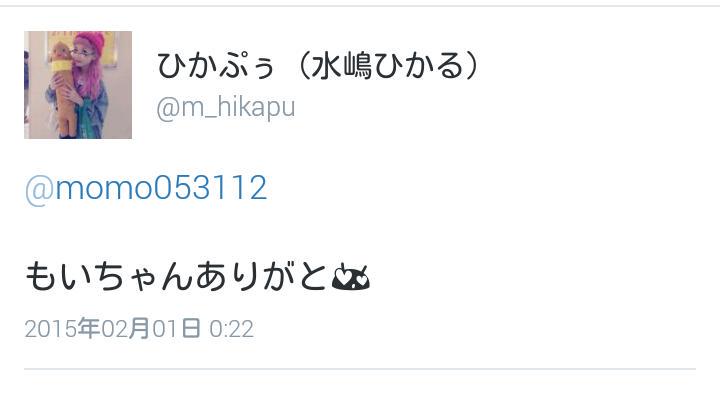 ひかぷぅ（水嶋ひかる）
@m_hikapu
@momo053112
もいちゃんありがと
2015年02月01日 0:22